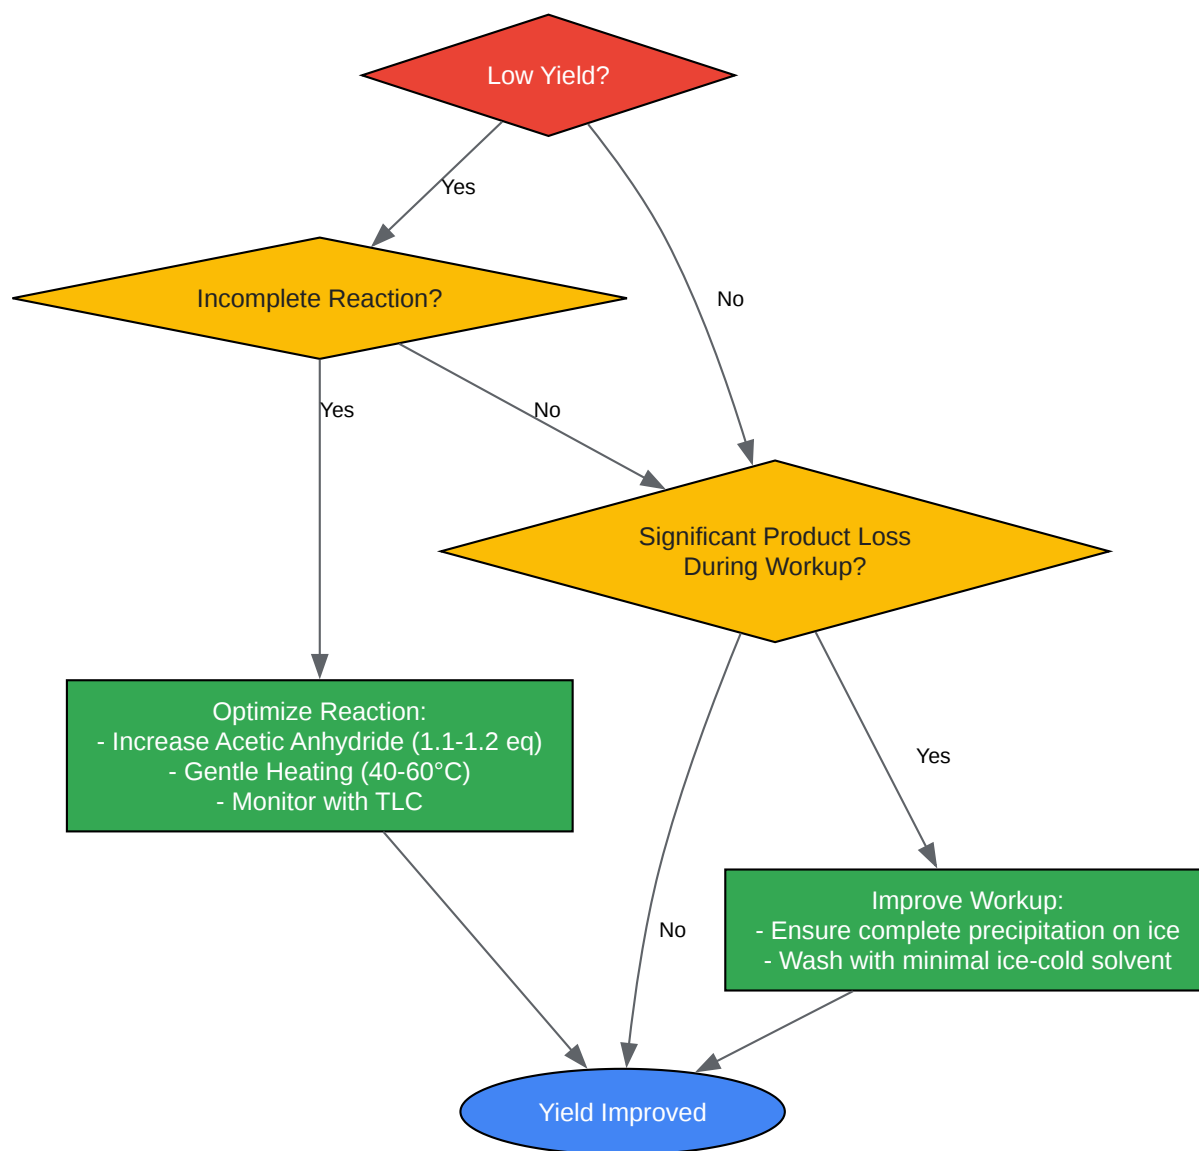 Low Yield?
Yes
Incomplete Reaction?
No
Yes
No
Significant Product Loss
During Workup?
Optimize Reaction:
- Increase Acetic Anhydride (1.1-1.2 eq)
- Gentle Heating (40-60°C)
- Monitor with TLC
Yes
No
Improve Workup:
- Ensure complete precipitation on ice
- Wash with minimal ice-cold solvent
Yield Improved